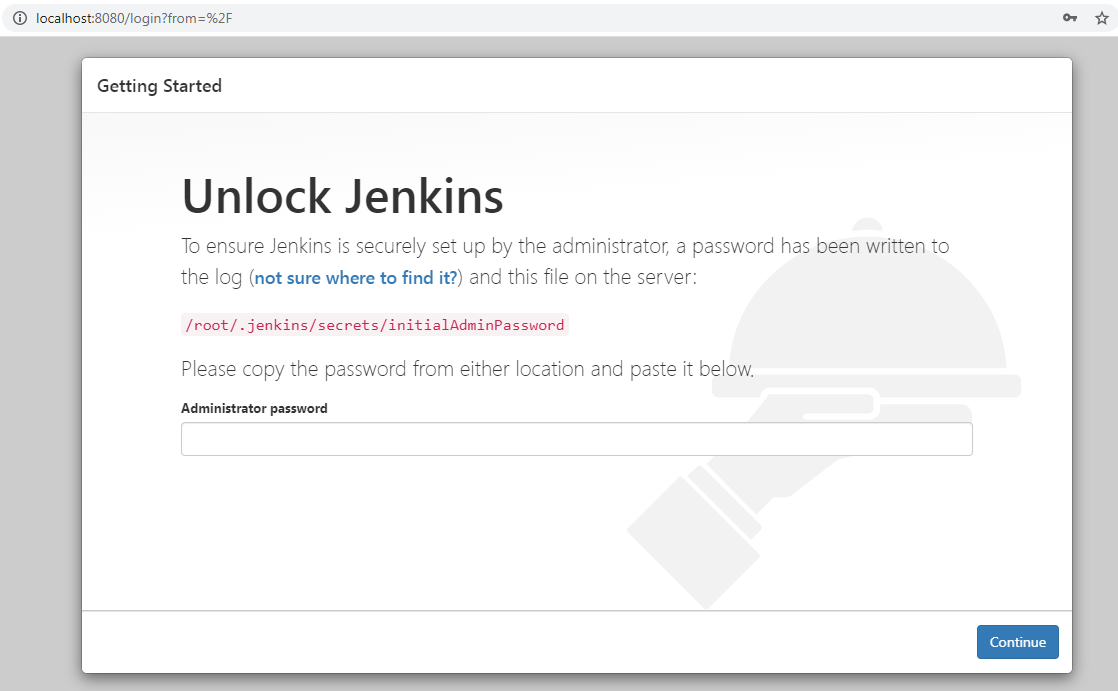 localhost:8080/login?from=%2F
Getting Started
Unlock Jenkins
To ensure Jenkins is securely set up by the administrator, a password has been written to
the log (not sure where to find it?) and this file on the server:
/root/.jenkins/secrets/initialAdminPassword
Please copy the password from either location and paste it below.
Administrator password
Continue